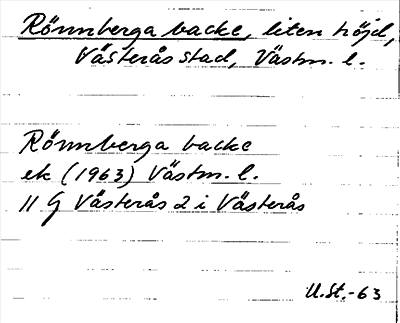 Rönnberga backe, liten höjd,
Västerås stad, Västm. l.
Rönnberga backe
ek (1963) Västm. l.
11 G Västerås 2 i Västerås
U.St.-63